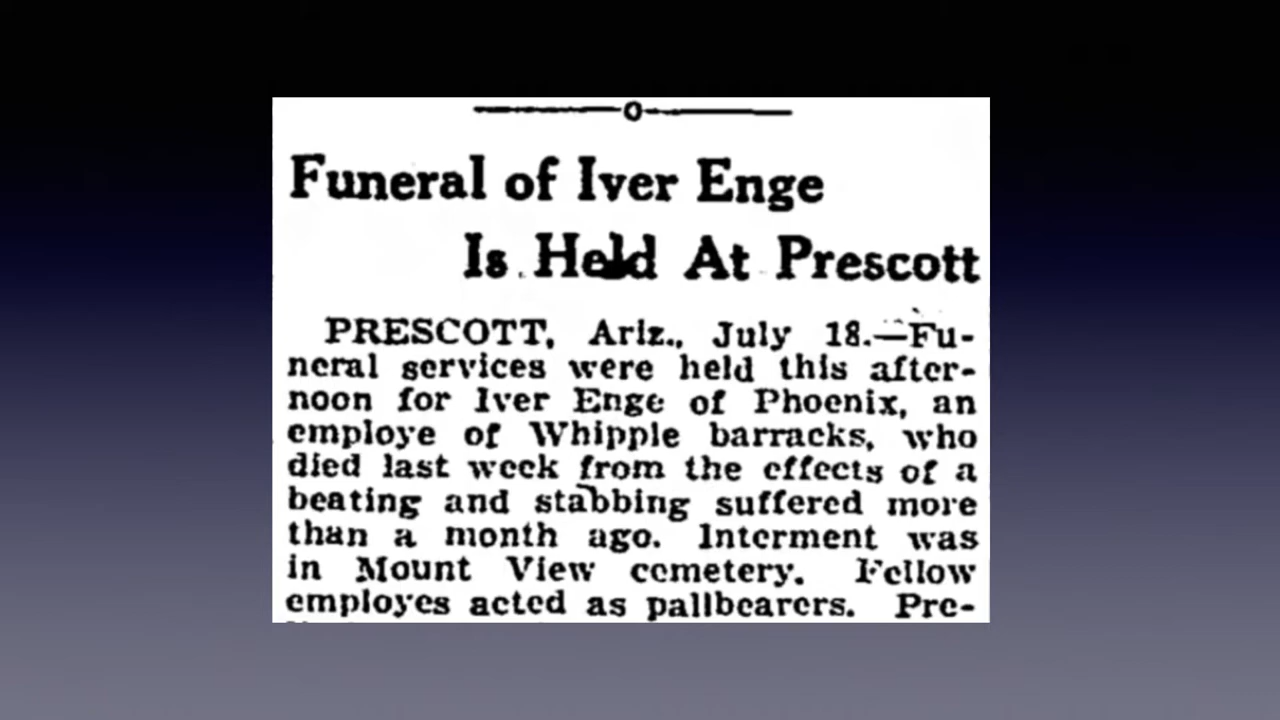 Funeral of Iver Enge
Is Held At Prescott
PRESCOTT, Ariz., July 18.—Fu-
neral services were held this after-
noon for Iver Enge of Phoenix, an
employe of Whipple barracks, who
died last week from the effects of a
beating and stabbing suffered more
than a month ago. Interment was
in Mount View cemetery. Fellow
employes acted as pallbearers. Pre-